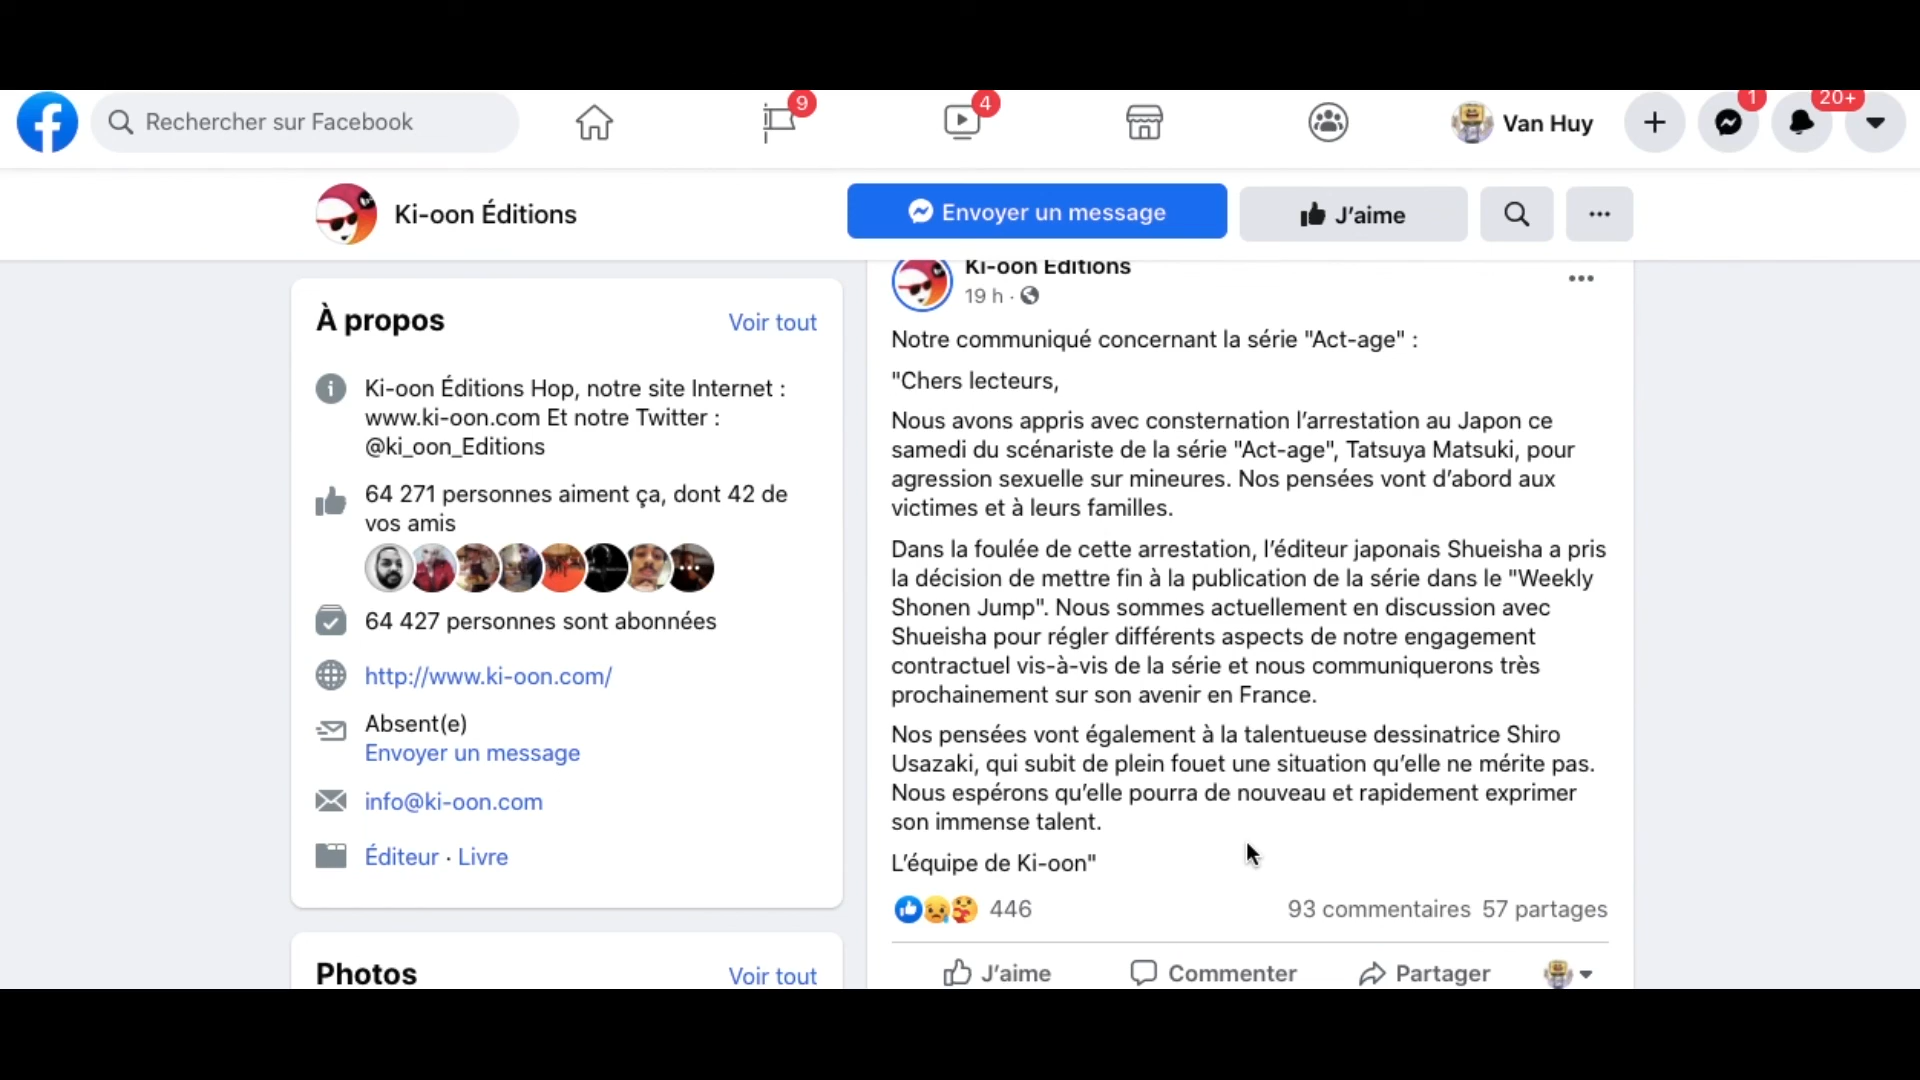 Rechercher sur Facebook
9
4
Van Huy
1
20+
Ki-oon Éditions
Envoyer un message
J'aime
À propos
Voir tout
Ki-oon Éditions Hop, notre site Internet :
www.ki-oon.com Et notre Twitter :
@ki_oon_Editions
64 271 personnes aiment ça, dont 42 de
vos amis
64 427 personnes sont abonnées
http://www.ki-oon.com/
Absent(e)
Envoyer un message
info@ki-oon.com
Éditeur · Livre
Photos
Voir tout
Ki-oon Éditions
19 h ·
Notre communiqué concernant la série "Act-age" :
"Chers lecteurs,
Nous avons appris avec consternation l'arrestation au Japon ce
samedi du scénariste de la série "Act-age", Tatsuya Matsuki, pour
agression sexuelle sur mineures. Nos pensées vont d'abord aux
victimes et à leurs familles.
Dans la foulée de cette arrestation, l'éditeur japonais Shueisha a pris
la décision de mettre fin à la publication de la série dans le "Weekly
Shonen Jump". Nous sommes actuellement en discussion avec
Shueisha pour régler différents aspects de notre engagement
contractuel vis-à-vis de la série et nous communiquerons très
prochainement sur son avenir en France.
Nos pensées vont également à la talentueuse dessinatrice Shiro
Usazaki, qui subit de plein fouet une situation qu'elle ne mérite pas.
Nous espérons qu'elle pourra de nouveau et rapidement exprimer
son immense talent.
L'équipe de Ki-oon"
446
93 commentaires 57 partages
J'aime
Commenter
Partager